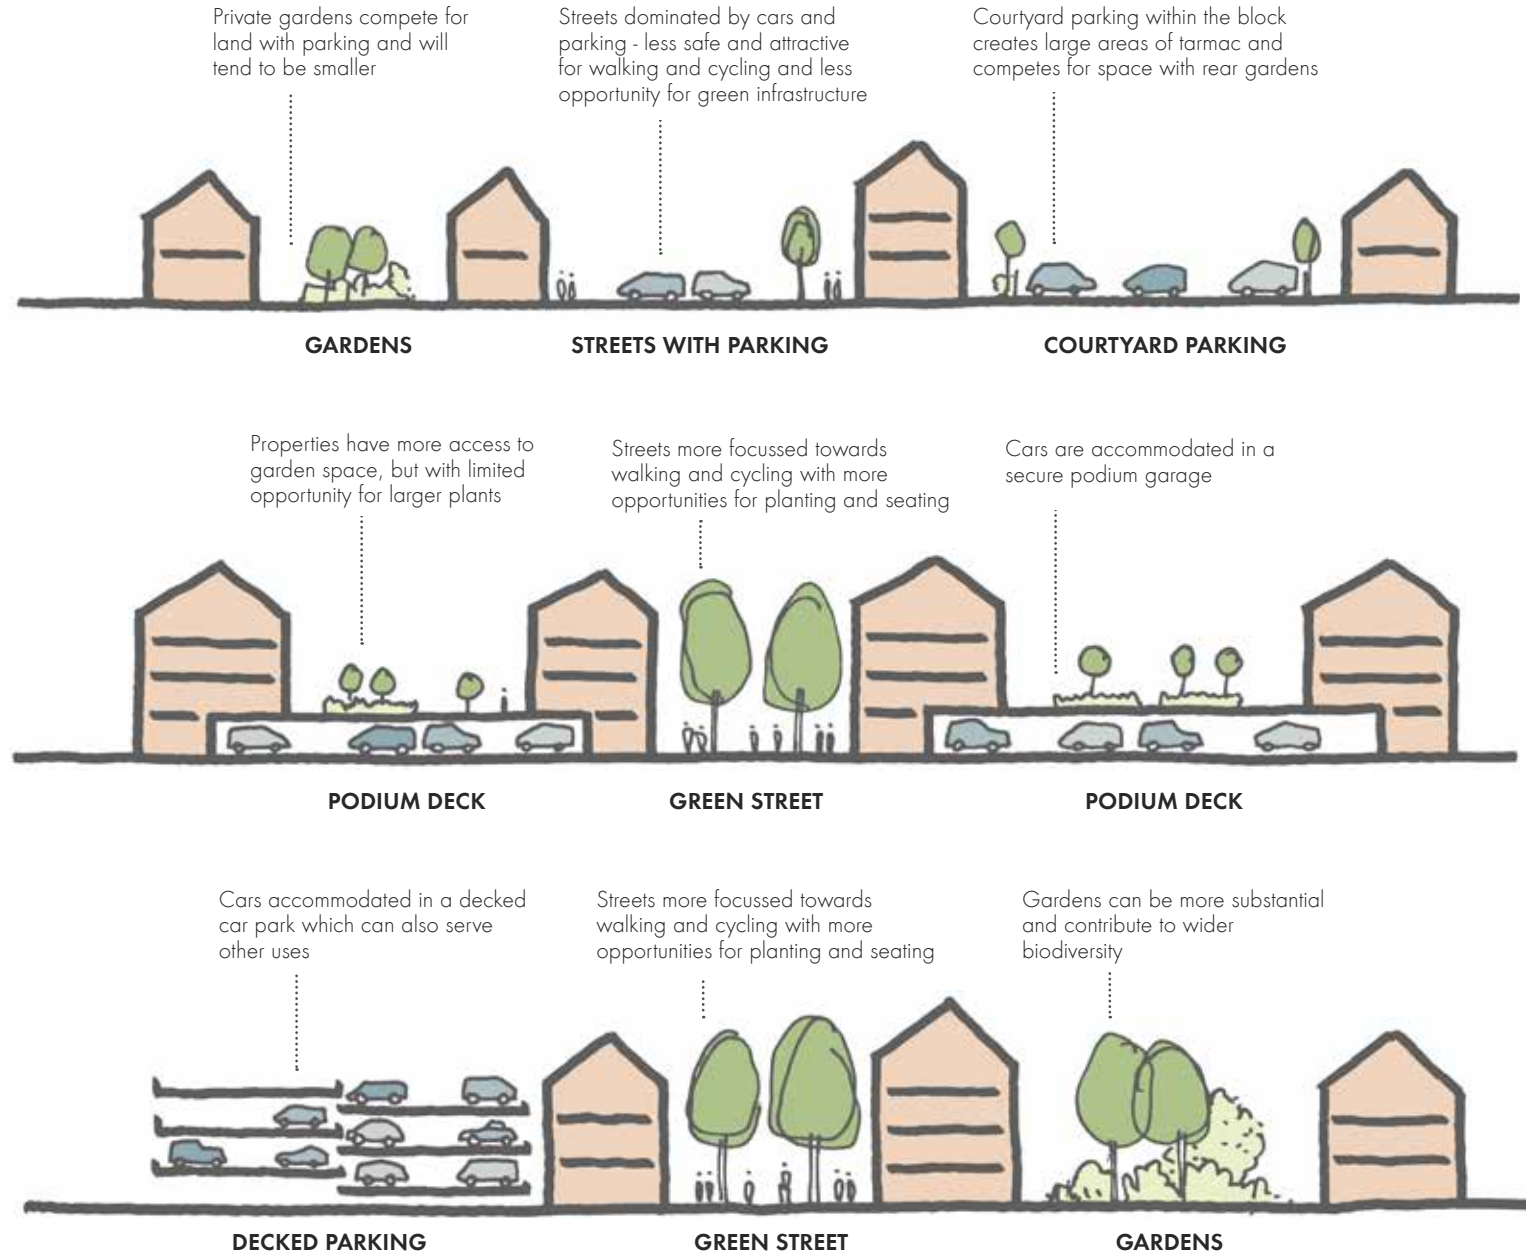 Private gardens compete for
land with parking and will
tend to be smaller
Streets dominated by cars and
parking - less safe and attractive
for walking and cycling and less
opportunity for green infrastructure
Courtyard parking within the block
creates large areas of tarmac and
competes for space with rear gardens
GARDENS
STREETS WITH PARKING
COURTYARD PARKING
Properties have more access to
garden space, but with limited
opportunity for larger plants
Streets more focussed towards
walking and cycling with more
opportunities for planting and seating
Cars are accommodated in a
secure podium garage
PODIUM DECK
GREEN STREET
PODIUM DECK
Cars accommodated in a decked
car park which can also serve
other uses
Streets more focussed towards
walking and cycling with more
opportunities for planting and seating
Gardens can be more substantial
and contribute to wider
biodiversity
DECKED PARKING
GREEN STREET
GARDENS